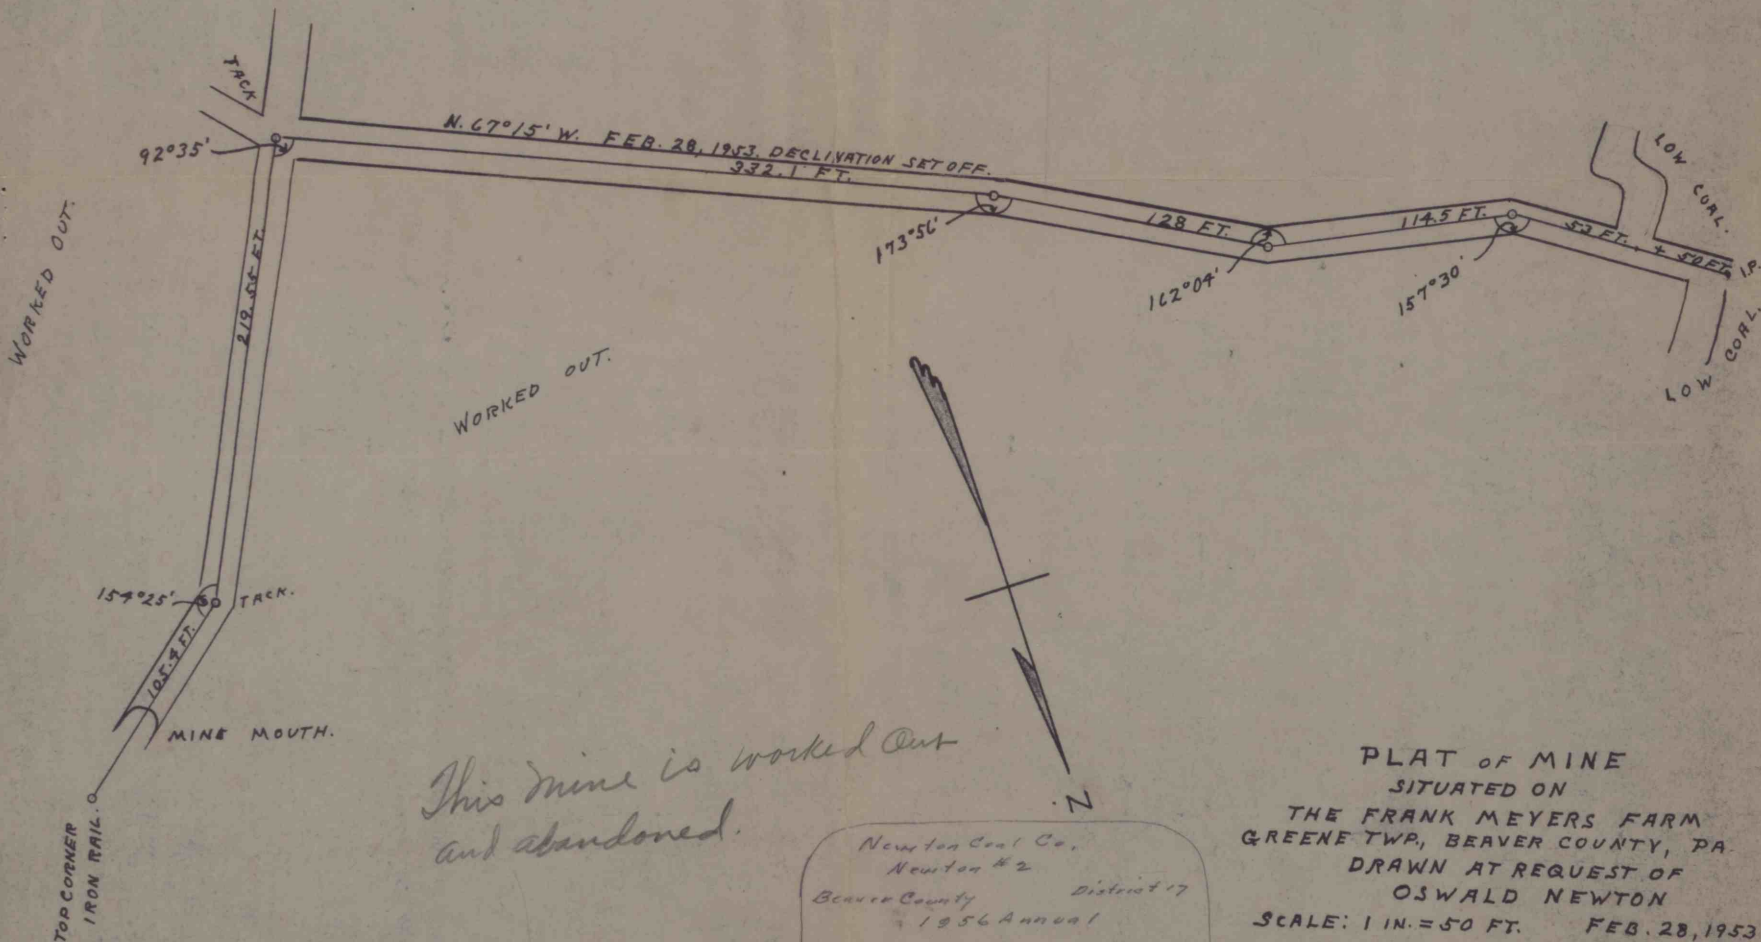 TACK
92°35'
N. 67°15' W. FEB. 28, 1953. DECLINATION SET OFF.
332.1 FT.
173°56'
128 FT.
162°04'
114.5 FT.
157°30'
53 FT. + 50 FT.
I.P.
LOW COAL.
LOW COAL.
WORKED OUT.
219.55 FT.
WORKED OUT.
154°25'
TACK.
105.4 FT.
MINE MOUTH.
TOP CORNER
IRON RAIL.
This Mine is worked Out
and abandoned.
N.
Newton Coal Co.
Newton #2
Beaver County District 17
1956 Annual
PLAT OF MINE
SITUATED ON
THE FRANK MEYERS FARM
GREENE TWP., BEAVER COUNTY, PA.
DRAWN AT REQUEST OF
OSWALD NEWTON
SCALE: 1 IN. = 50 FT. FEB. 28, 1953